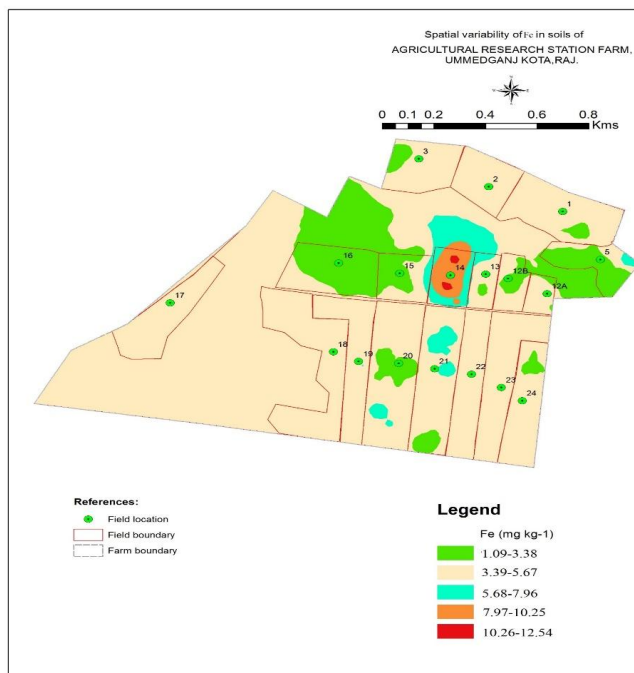 Spatial variability of Fe in soils of
AGRICULTURAL RESEARCH STATION FARM,
UMMEDGANJ KOTA,RAJ.
0 0.1 0.2 0.4 0.6 0.8
Kms
3
2
1
5
16
15
14
13
12B
12A
17
18
19
20
21
22
23
24
References:
Field location
Field boundary
Farm boundary
Legend
Fe (mg kg-1)
1.09-3.38
3.39-5.67
5.68-7.96
7.97-10.25
10.26-12.54